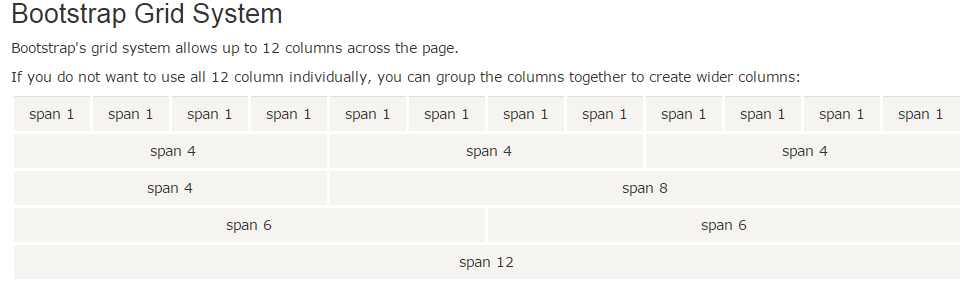 Bootstrap Grid System
Bootstrap's grid system allows up to 12 columns across the page.
If you do not want to use all 12 column individually, you can group the columns together to create wider columns:
span 1 span 1 span 1 span 1 span 1 span 1 span 1 span 1 span 1 span 1 span 1 span 1
span 4 span 4 span 4
span 4 span 8
span 6 span 6
span 12